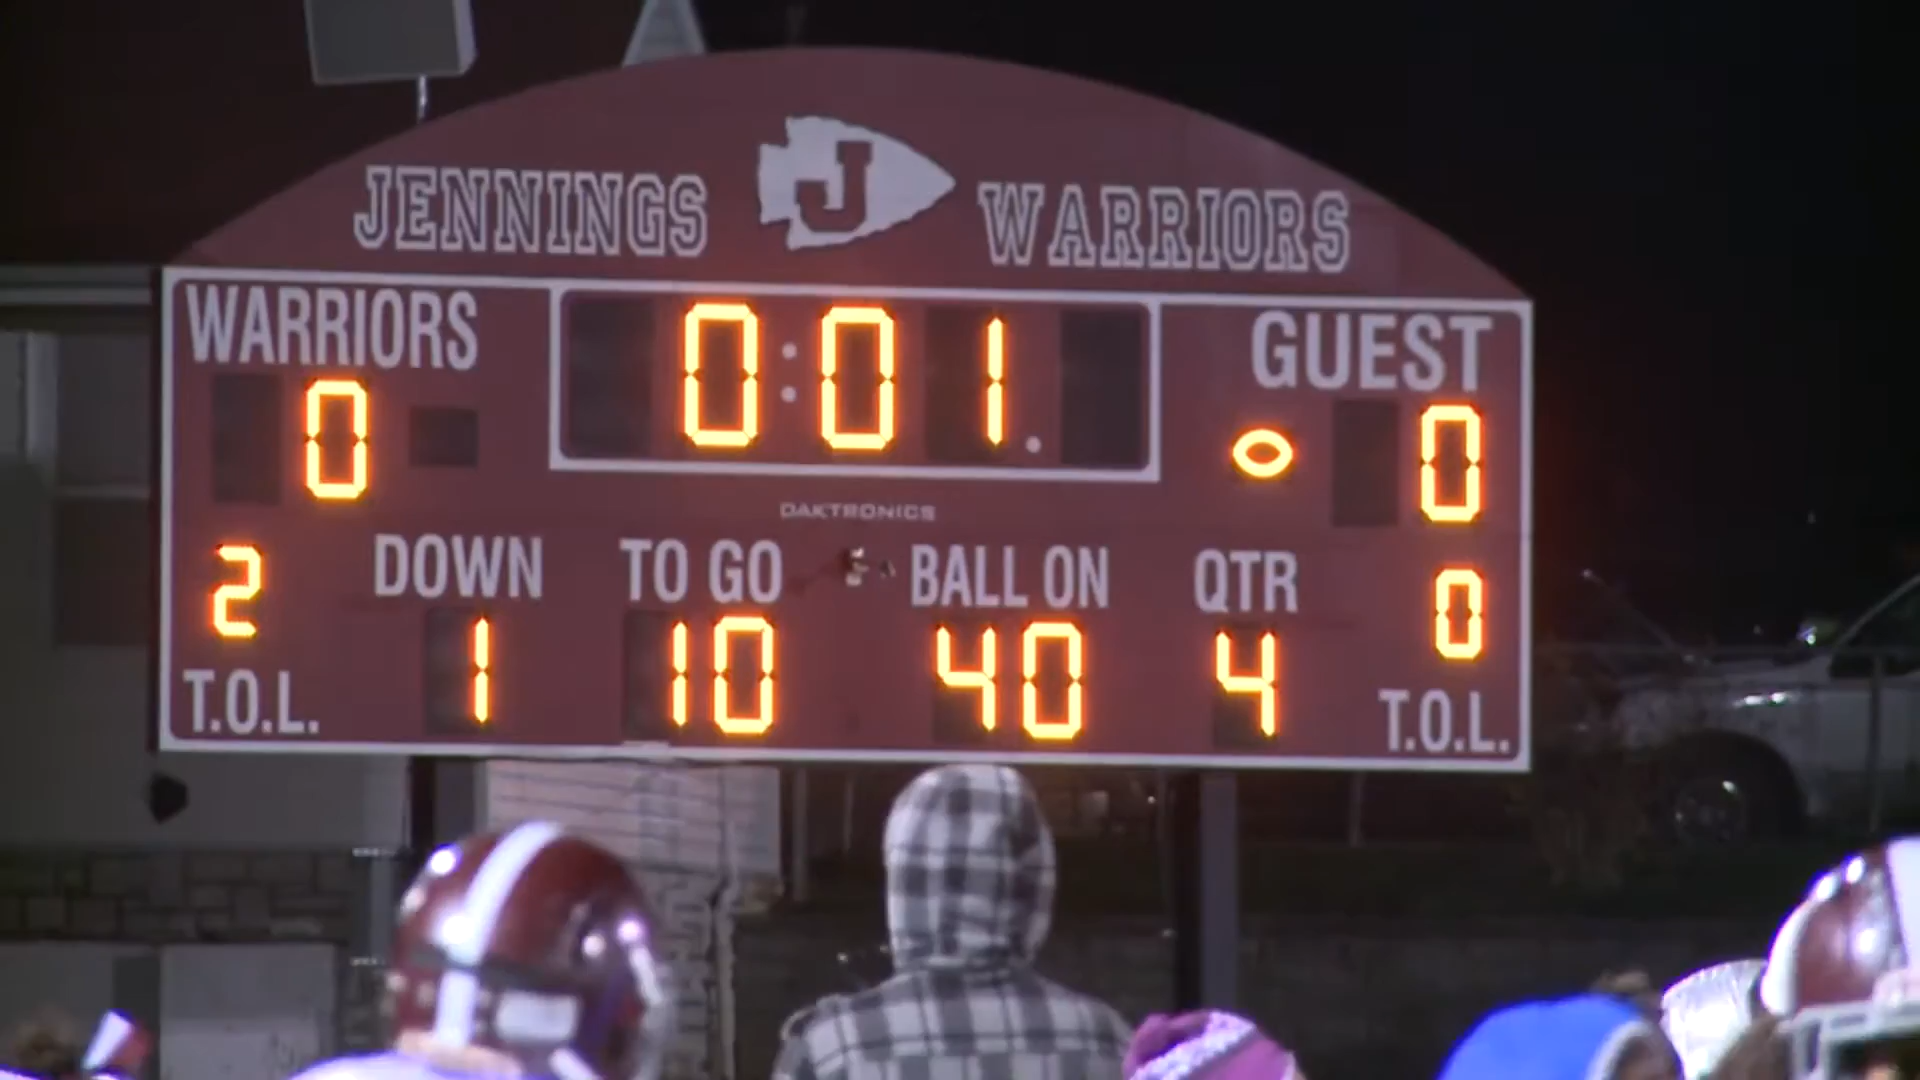 JENNINGS J WARRIORS
WARRIORS 0:01. GUEST
0 0
DAKTRONICS
DOWN TO GO BALL ON QTR
2 1 10 40 4 0
T.O.L. T.O.L.